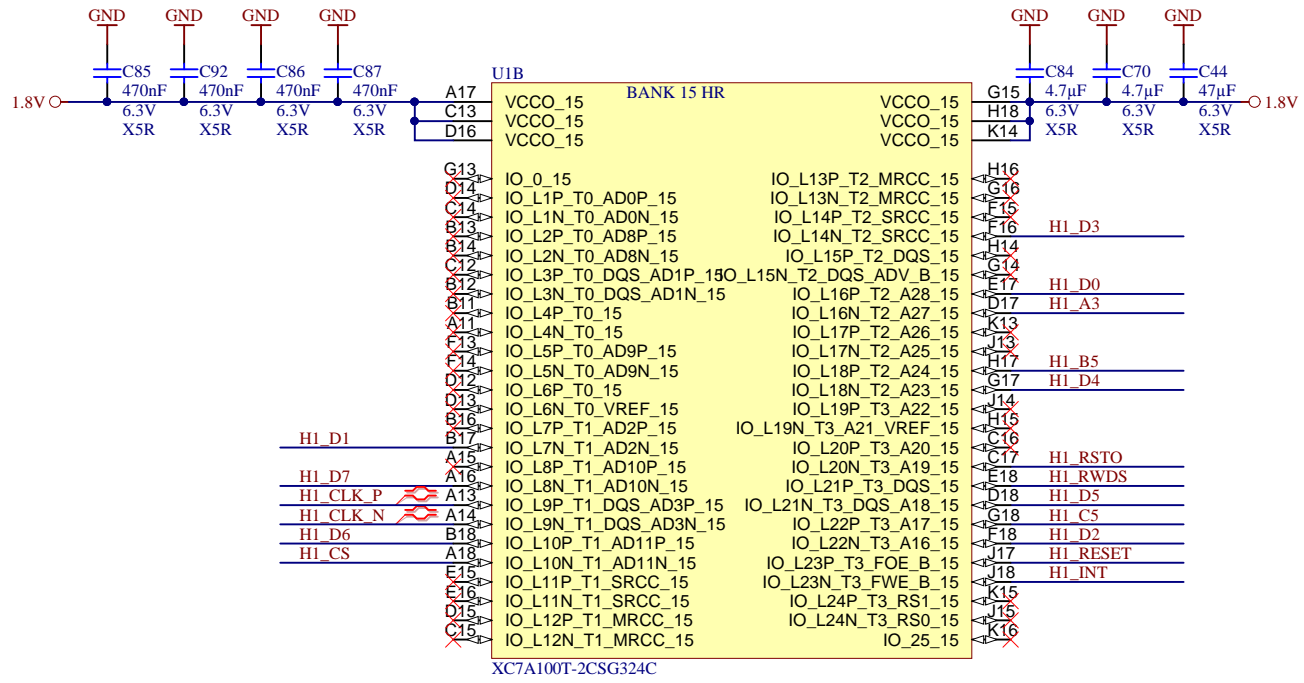 GND GND GND GND GND GND GND
C85 C92 C86 C87 C84 C70 C44
470nF 470nF 470nF 470nF 4.7µF 4.7µF 47µF
6.3V 6.3V 6.3V 6.3V 6.3V 6.3V 6.3V
X5R X5R X5R X5R X5R X5R X5R
1.8V 1.8V
U1B
BANK 15 HR
A17 VCCO_15 VCCO_15 G15
C13 VCCO_15 VCCO_15 H18
D16 VCCO_15 VCCO_15 K14
G13 IO_0_15 IO_L13P_T2_MRCC_15 H16
D14 IO_L1P_T0_AD0P_15 IO_L13N_T2_MRCC_15 G16
C14 IO_L1N_T0_AD0N_15 IO_L14P_T2_SRCC_15 F15
B13 IO_L2P_T0_AD8P_15 IO_L14N_T2_SRCC_15 F16 H1_D3
B14 IO_L2N_T0_AD8N_15 IO_L15P_T2_DQS_15 H14
C12 IO_L3P_T0_DQS_AD1P_15 IO_L15N_T2_DQS_ADV_B_15 G14
B12 IO_L3N_T0_DQS_AD1N_15 IO_L16P_T2_A28_15 E17 H1_D0
B11 IO_L4P_T0_15 IO_L16N_T2_A27_15 D17 H1_A3
A11 IO_L4N_T0_15 IO_L17P_T2_A26_15 K13
F13 IO_L5P_T0_AD9P_15 IO_L17N_T2_A25_15 J13
F14 IO_L5N_T0_AD9N_15 IO_L18P_T2_A24_15 H17 H1_B5
D12 IO_L6P_T0_15 IO_L18N_T2_A23_15 G17 H1_D4
D13 IO_L6N_T0_VREF_15 IO_L19P_T3_A22_15 J14
B16 IO_L7P_T1_AD2P_15 IO_L19N_T3_A21_VREF_15 H15
H1_D1 B17 IO_L7N_T1_AD2N_15 IO_L20P_T3_A20_15 C16
A15 IO_L8P_T1_AD10P_15 IO_L20N_T3_A19_15 C17 H1_RSTO
H1_D7 A16 IO_L8N_T1_AD10N_15 IO_L21P_T3_DQS_15 E18 H1_RWDS
H1_CLK_P A13 IO_L9P_T1_DQS_AD3P_15 IO_L21N_T3_DQS_A18_15 D18 H1_D5
H1_CLK_N A14 IO_L9N_T1_DQS_AD3N_15 IO_L22P_T3_A17_15 G18 H1_C5
H1_D6 B18 IO_L10P_T1_AD11P_15 IO_L22N_T3_A16_15 F18 H1_D2
H1_CS A18 IO_L10N_T1_AD11N_15 IO_L23P_T3_FOE_B_15 J17 H1_RESET
E15 IO_L11P_T1_SRCC_15 IO_L23N_T3_FWE_B_15 J18 H1_INT
E16 IO_L11N_T1_SRCC_15 IO_L24P_T3_RS1_15 K15
D15 IO_L12P_T1_MRCC_15 IO_L24N_T3_RS0_15 J15
C15 IO_L12N_T1_MRCC_15 IO_25_15 K16
XC7A100T-2CSG324C